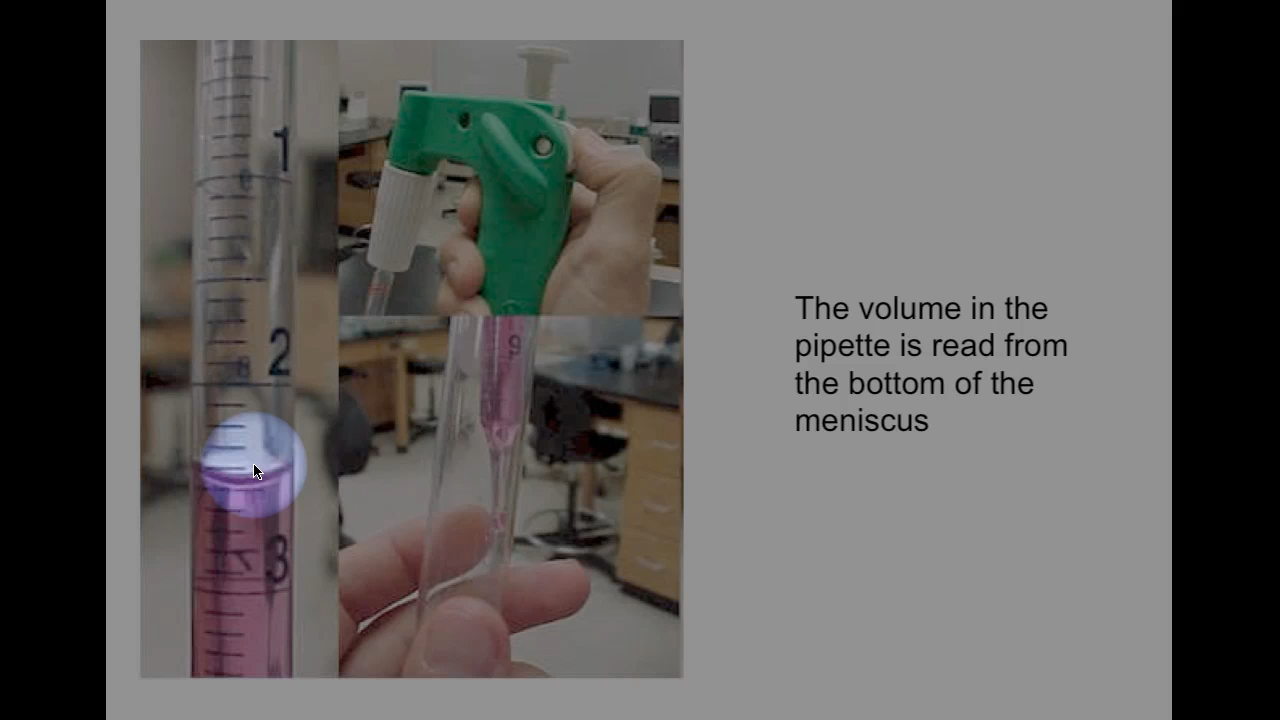 1
2
3
9
The volume in the
pipette is read from
the bottom of the
meniscus